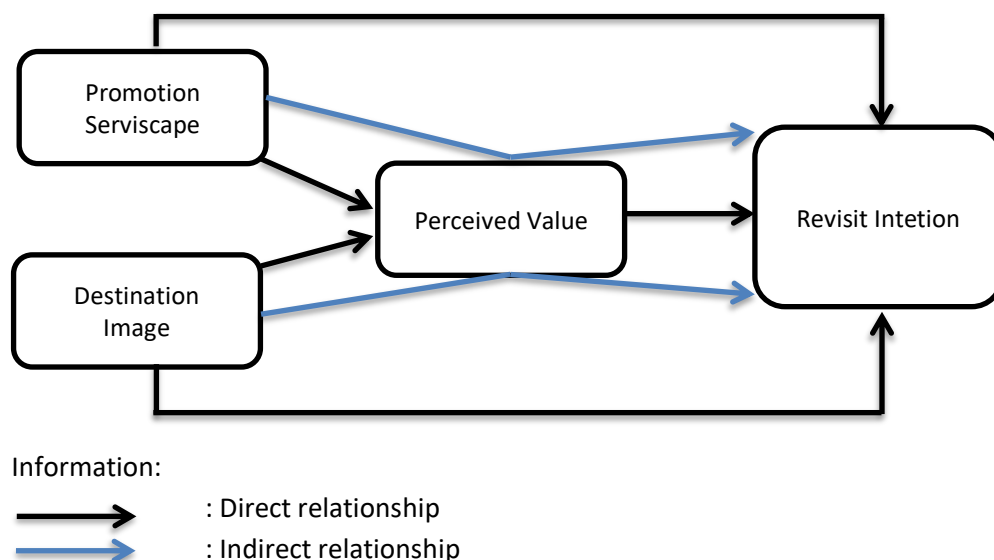 Promotion
Serviscape
Perceived Value
Revisit Intetion
Destination
Image
Information:
: Direct relationship
: Indirect relationship